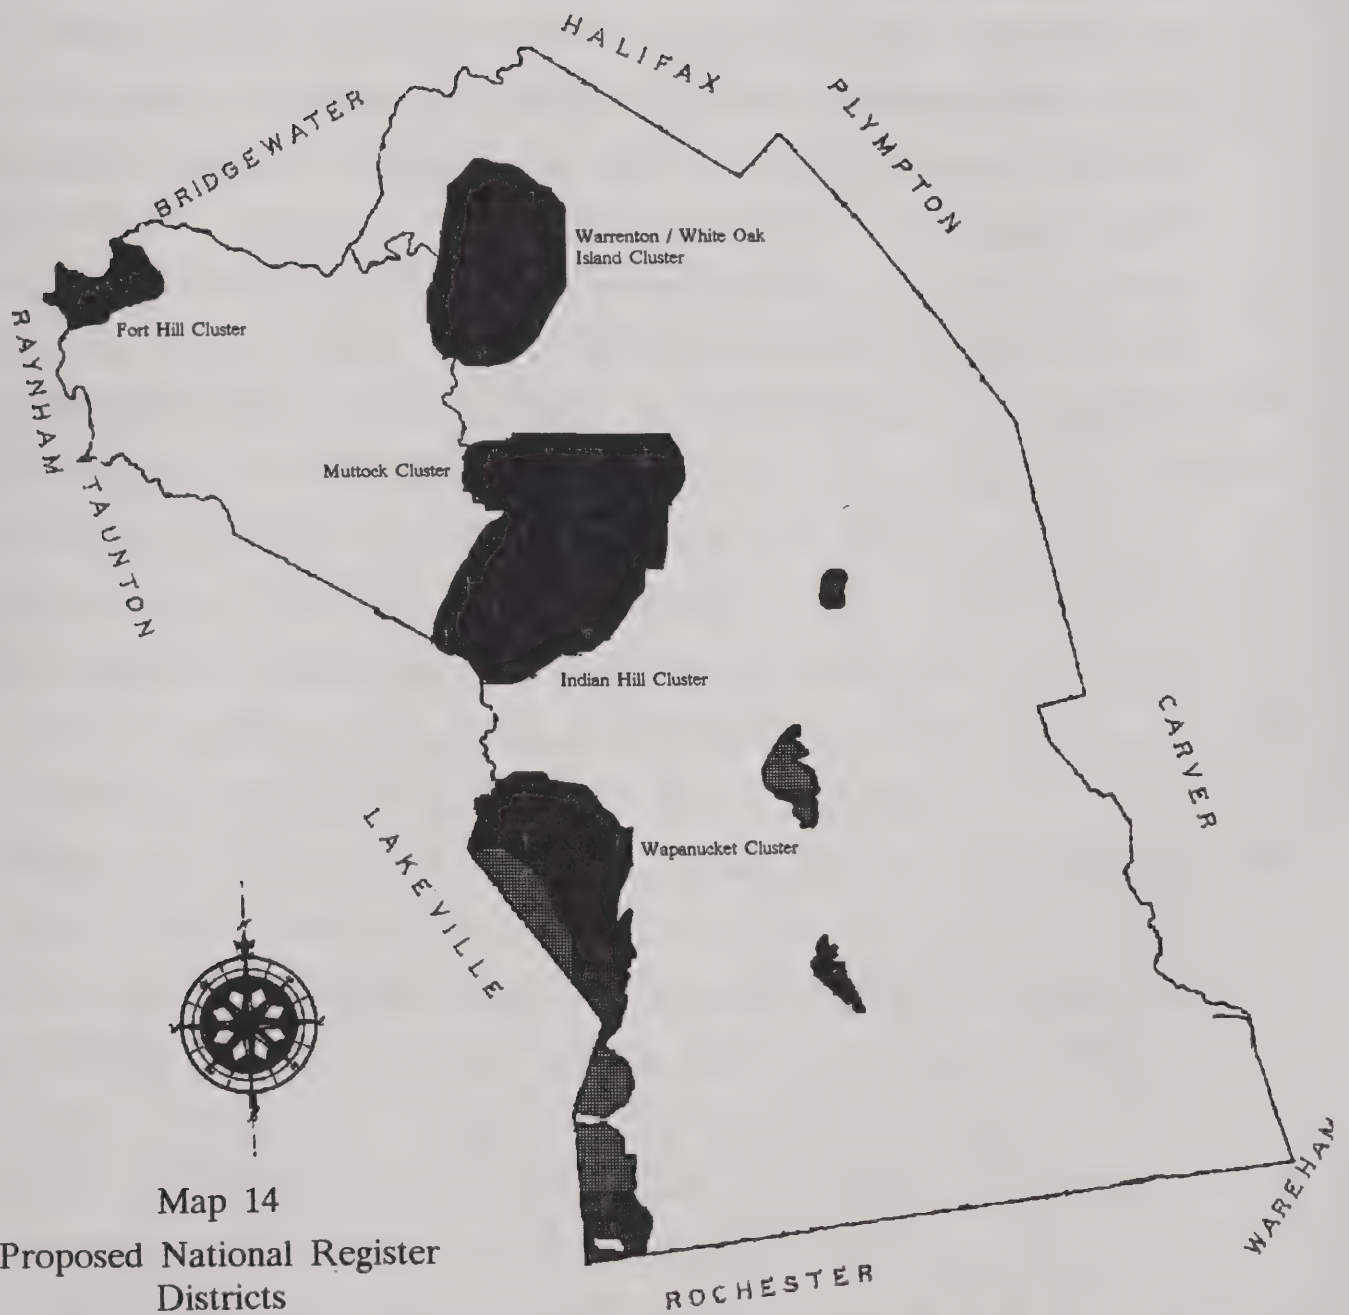 HALIFAX
PLYMPTON
BRIDGEWATER
Warrenton / White Oak
Island Cluster
Fort Hill Cluster
RAYNHAM
Muttock Cluster
TAUNTON
Indian Hill Cluster
CARVER
LAKEVILLE
Wapanucket Cluster
Map 14
Proposed National Register
Districts
WAREHAM
ROCHESTER